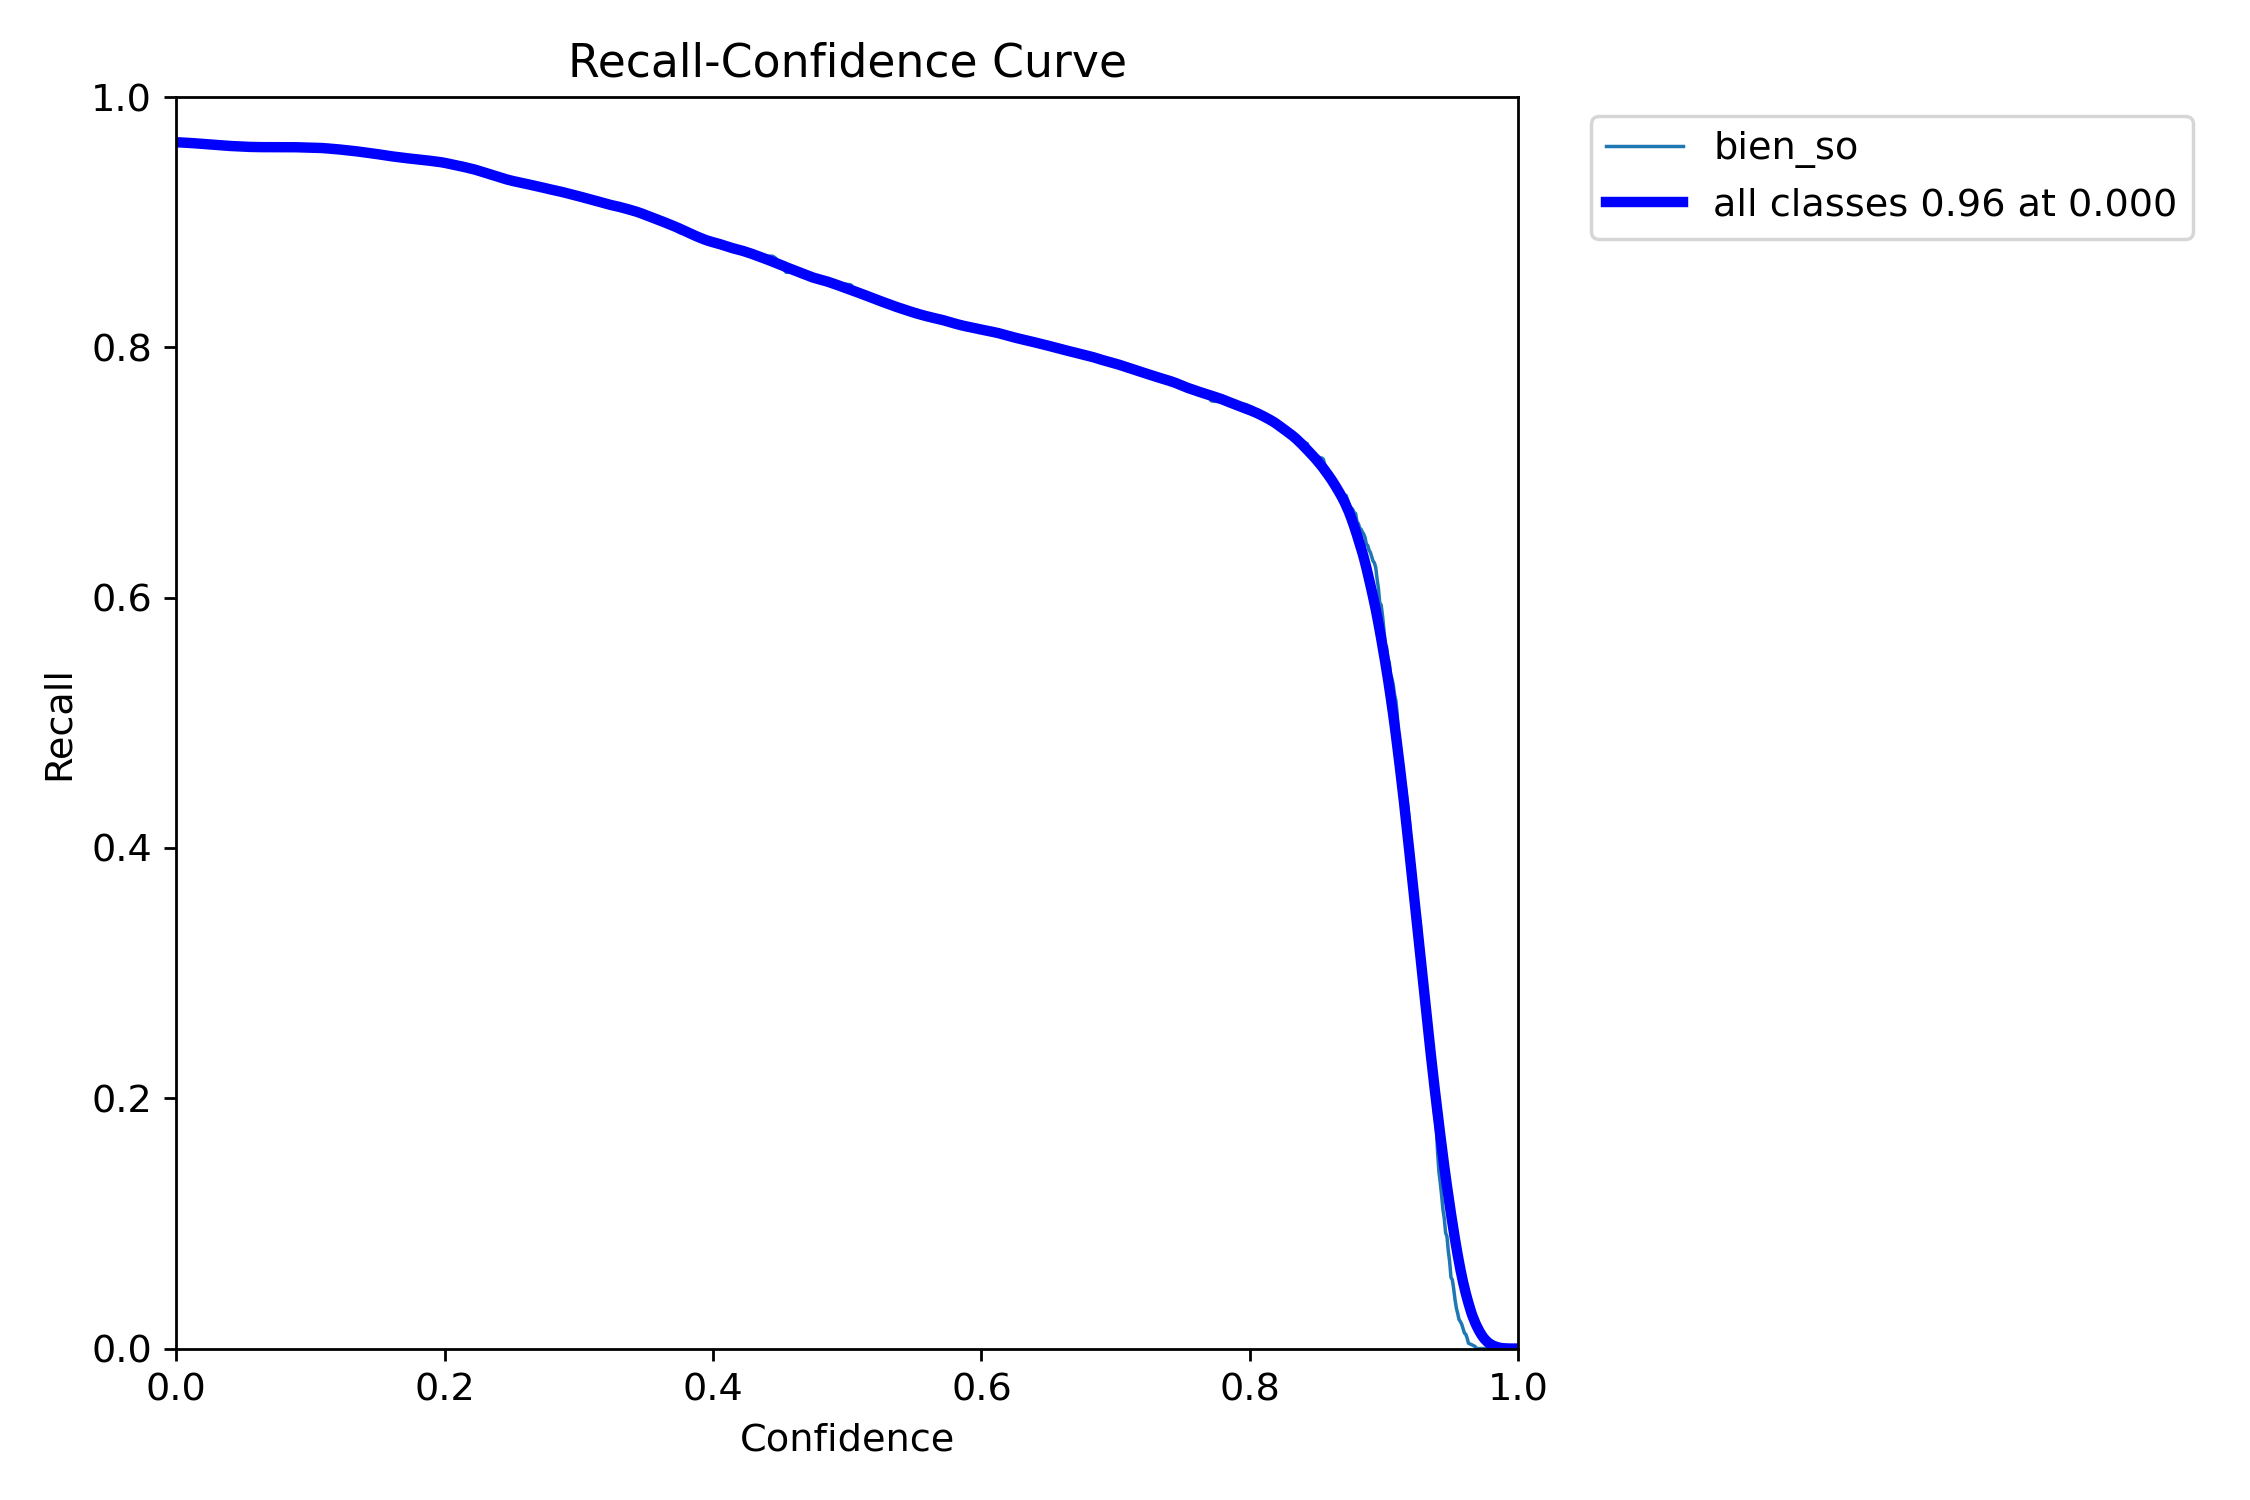 Recall-Confidence Curve
1.0
0.8
0.6
0.4
0.2
0.0
Recall
0.0 0.2 0.4 0.6 0.8 1.0
Confidence
bien_so
all classes 0.96 at 0.000